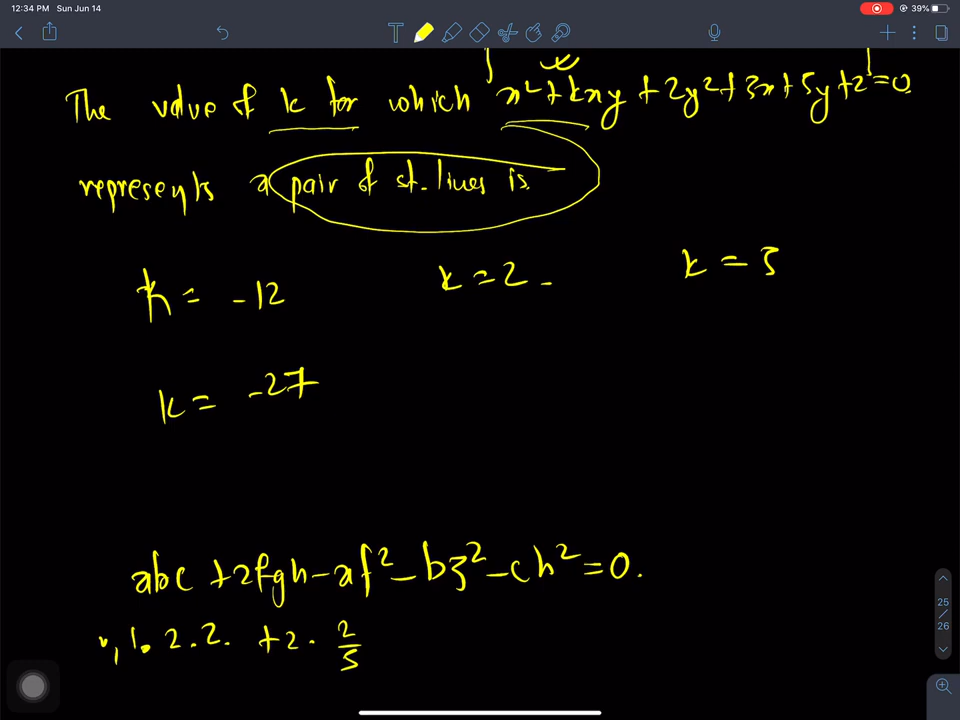 12:34 PM Sun Jun 14
39%
The value of k for which x²+kxy+2y²+3x+5y+2=0
represents a pair of st. lines is
k = -12
k = 2
k = 3
k = -27
abc + 2fgh - af² - bg² - ch² = 0.
1. 2. 2. + 2. 2/5
25
/
26